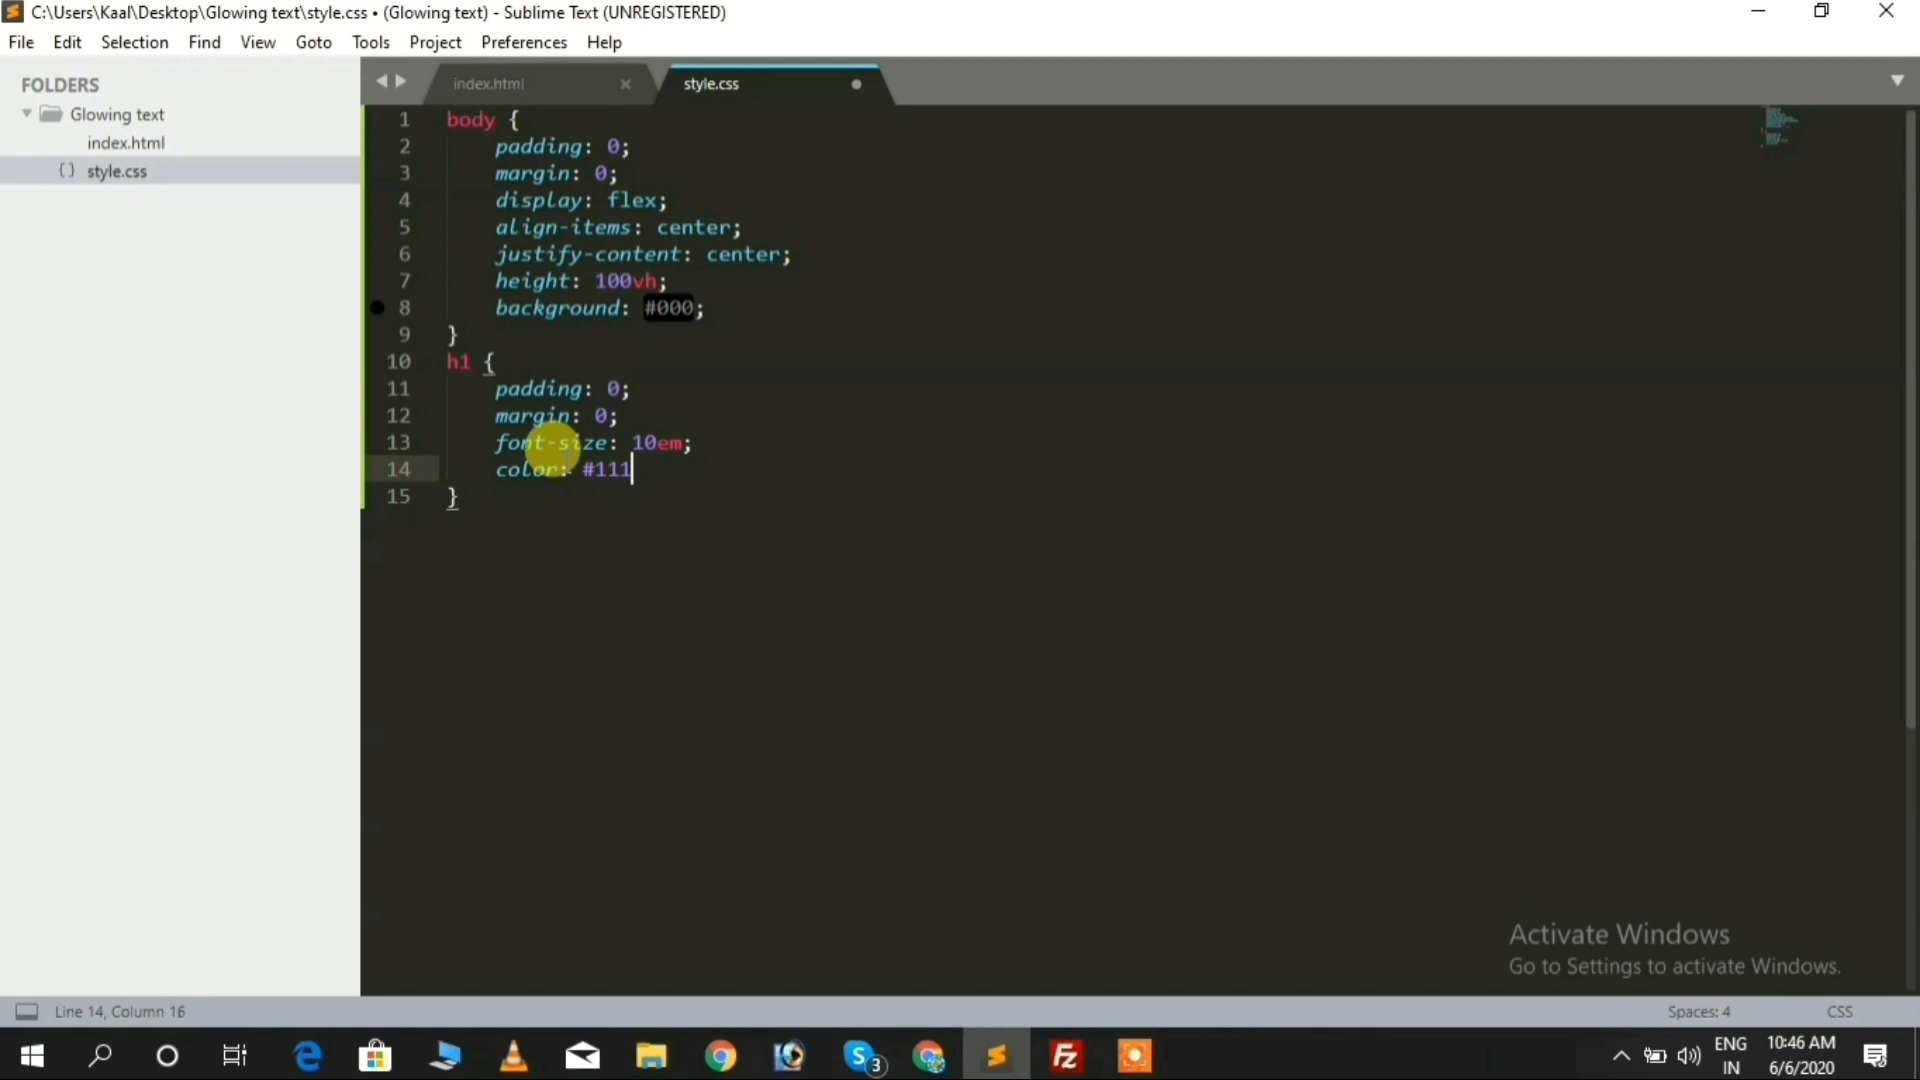 C:\Users\Kaal\Desktop\Glowing text\style.css • (Glowing text) - Sublime Text (UNREGISTERED)
File Edit Selection Find View Goto Tools Project Preferences Help
FOLDERS
Glowing text
index.html
{} style.css
index.html × style.css
1 body {
2 padding: 0;
3 margin: 0;
4 display: flex;
5 align-items: center;
6 justify-content: center;
7 height: 100vh;
8 background: #000;
9 }
10 h1 {
11 padding: 0;
12 margin: 0;
13 font-size: 10em;
14 color: #111
15 }
Activate Windows
Go to Settings to activate Windows.
Line 14, Column 16 Spaces: 4 CSS
S 3 FZ ENG 10:46 AM
IN 6/6/2020